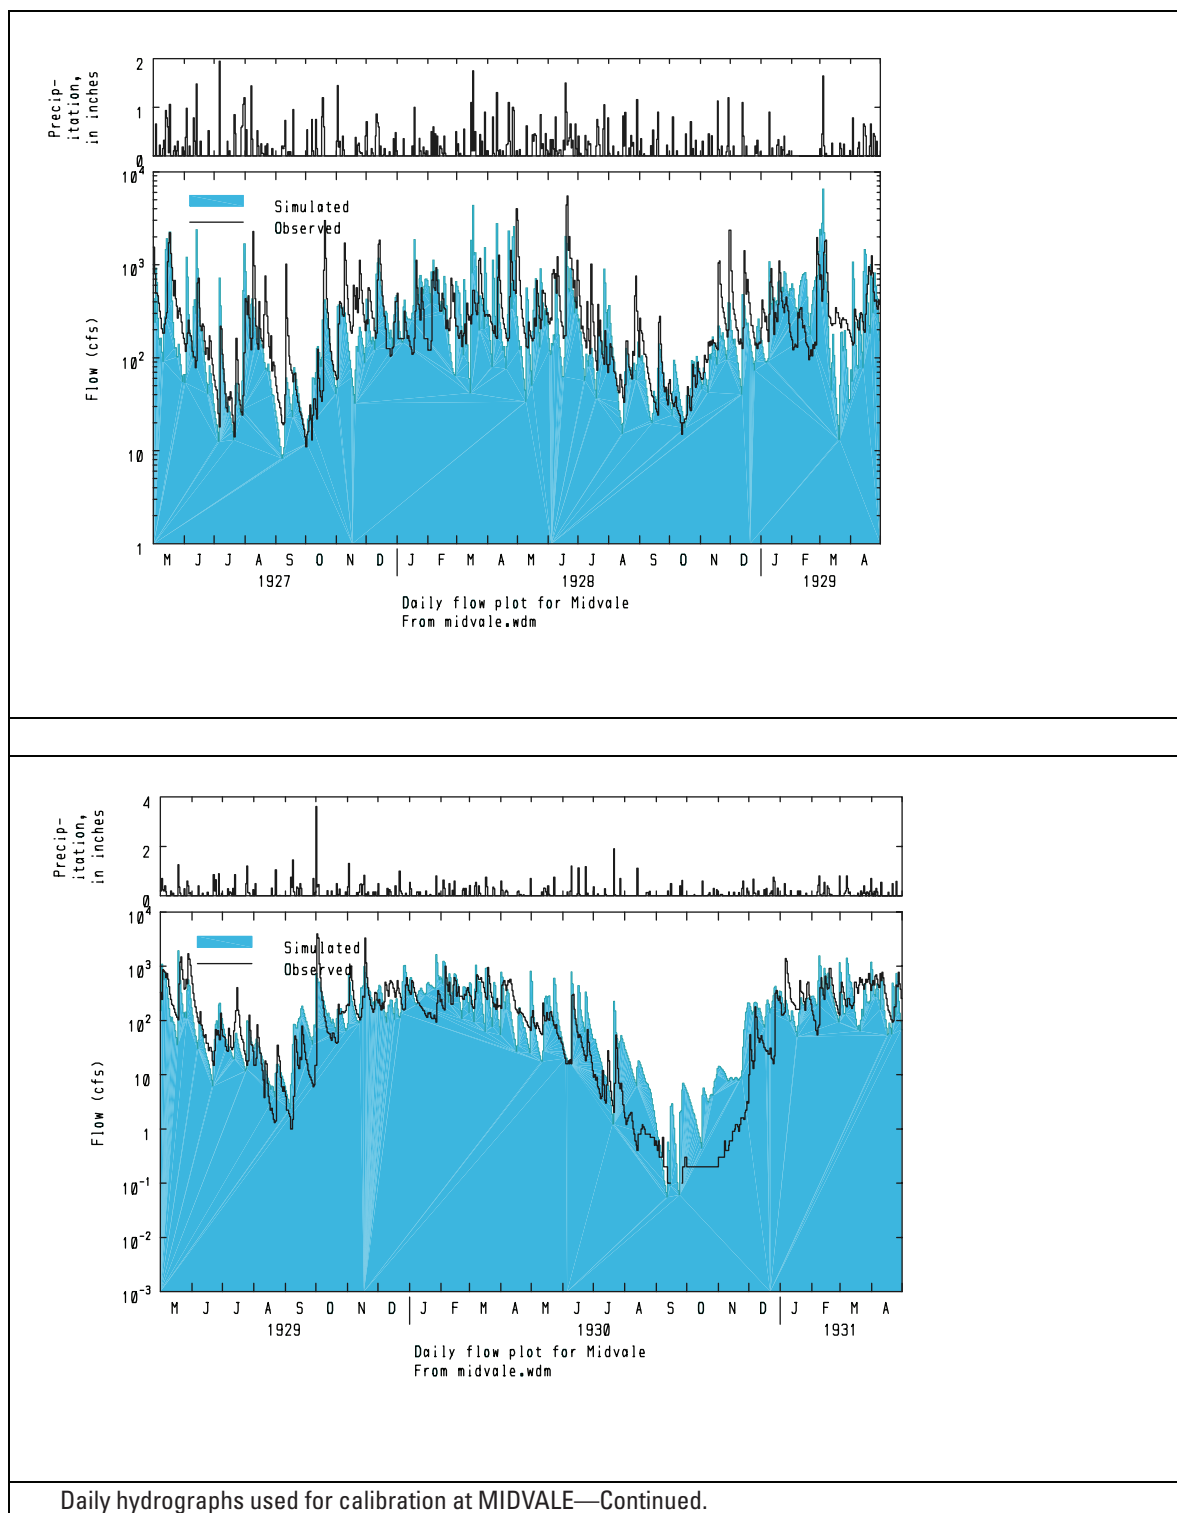 Precip-
itation,
in inches
2
1
0
10^4
10^3
10^2
10
1
Flow (cfs)
Simulated
Observed
M J J A S O N D J F M A M J J A S O N D J F M A
1927 1928 1929
Daily flow plot for Midvale
From midvale.wdm
Precip-
itation,
in inches
4
2
0
10^4
10^3
10^2
10
1
10^-1
10^-2
10^-3
Flow (cfs)
Simulated
Observed
M J J A S O N D J F M A M J J A S O N D J F M A
1929 1930 1931
Daily flow plot for Midvale
From midvale.wdm
Daily hydrographs used for calibration at MIDVALE—Continued.